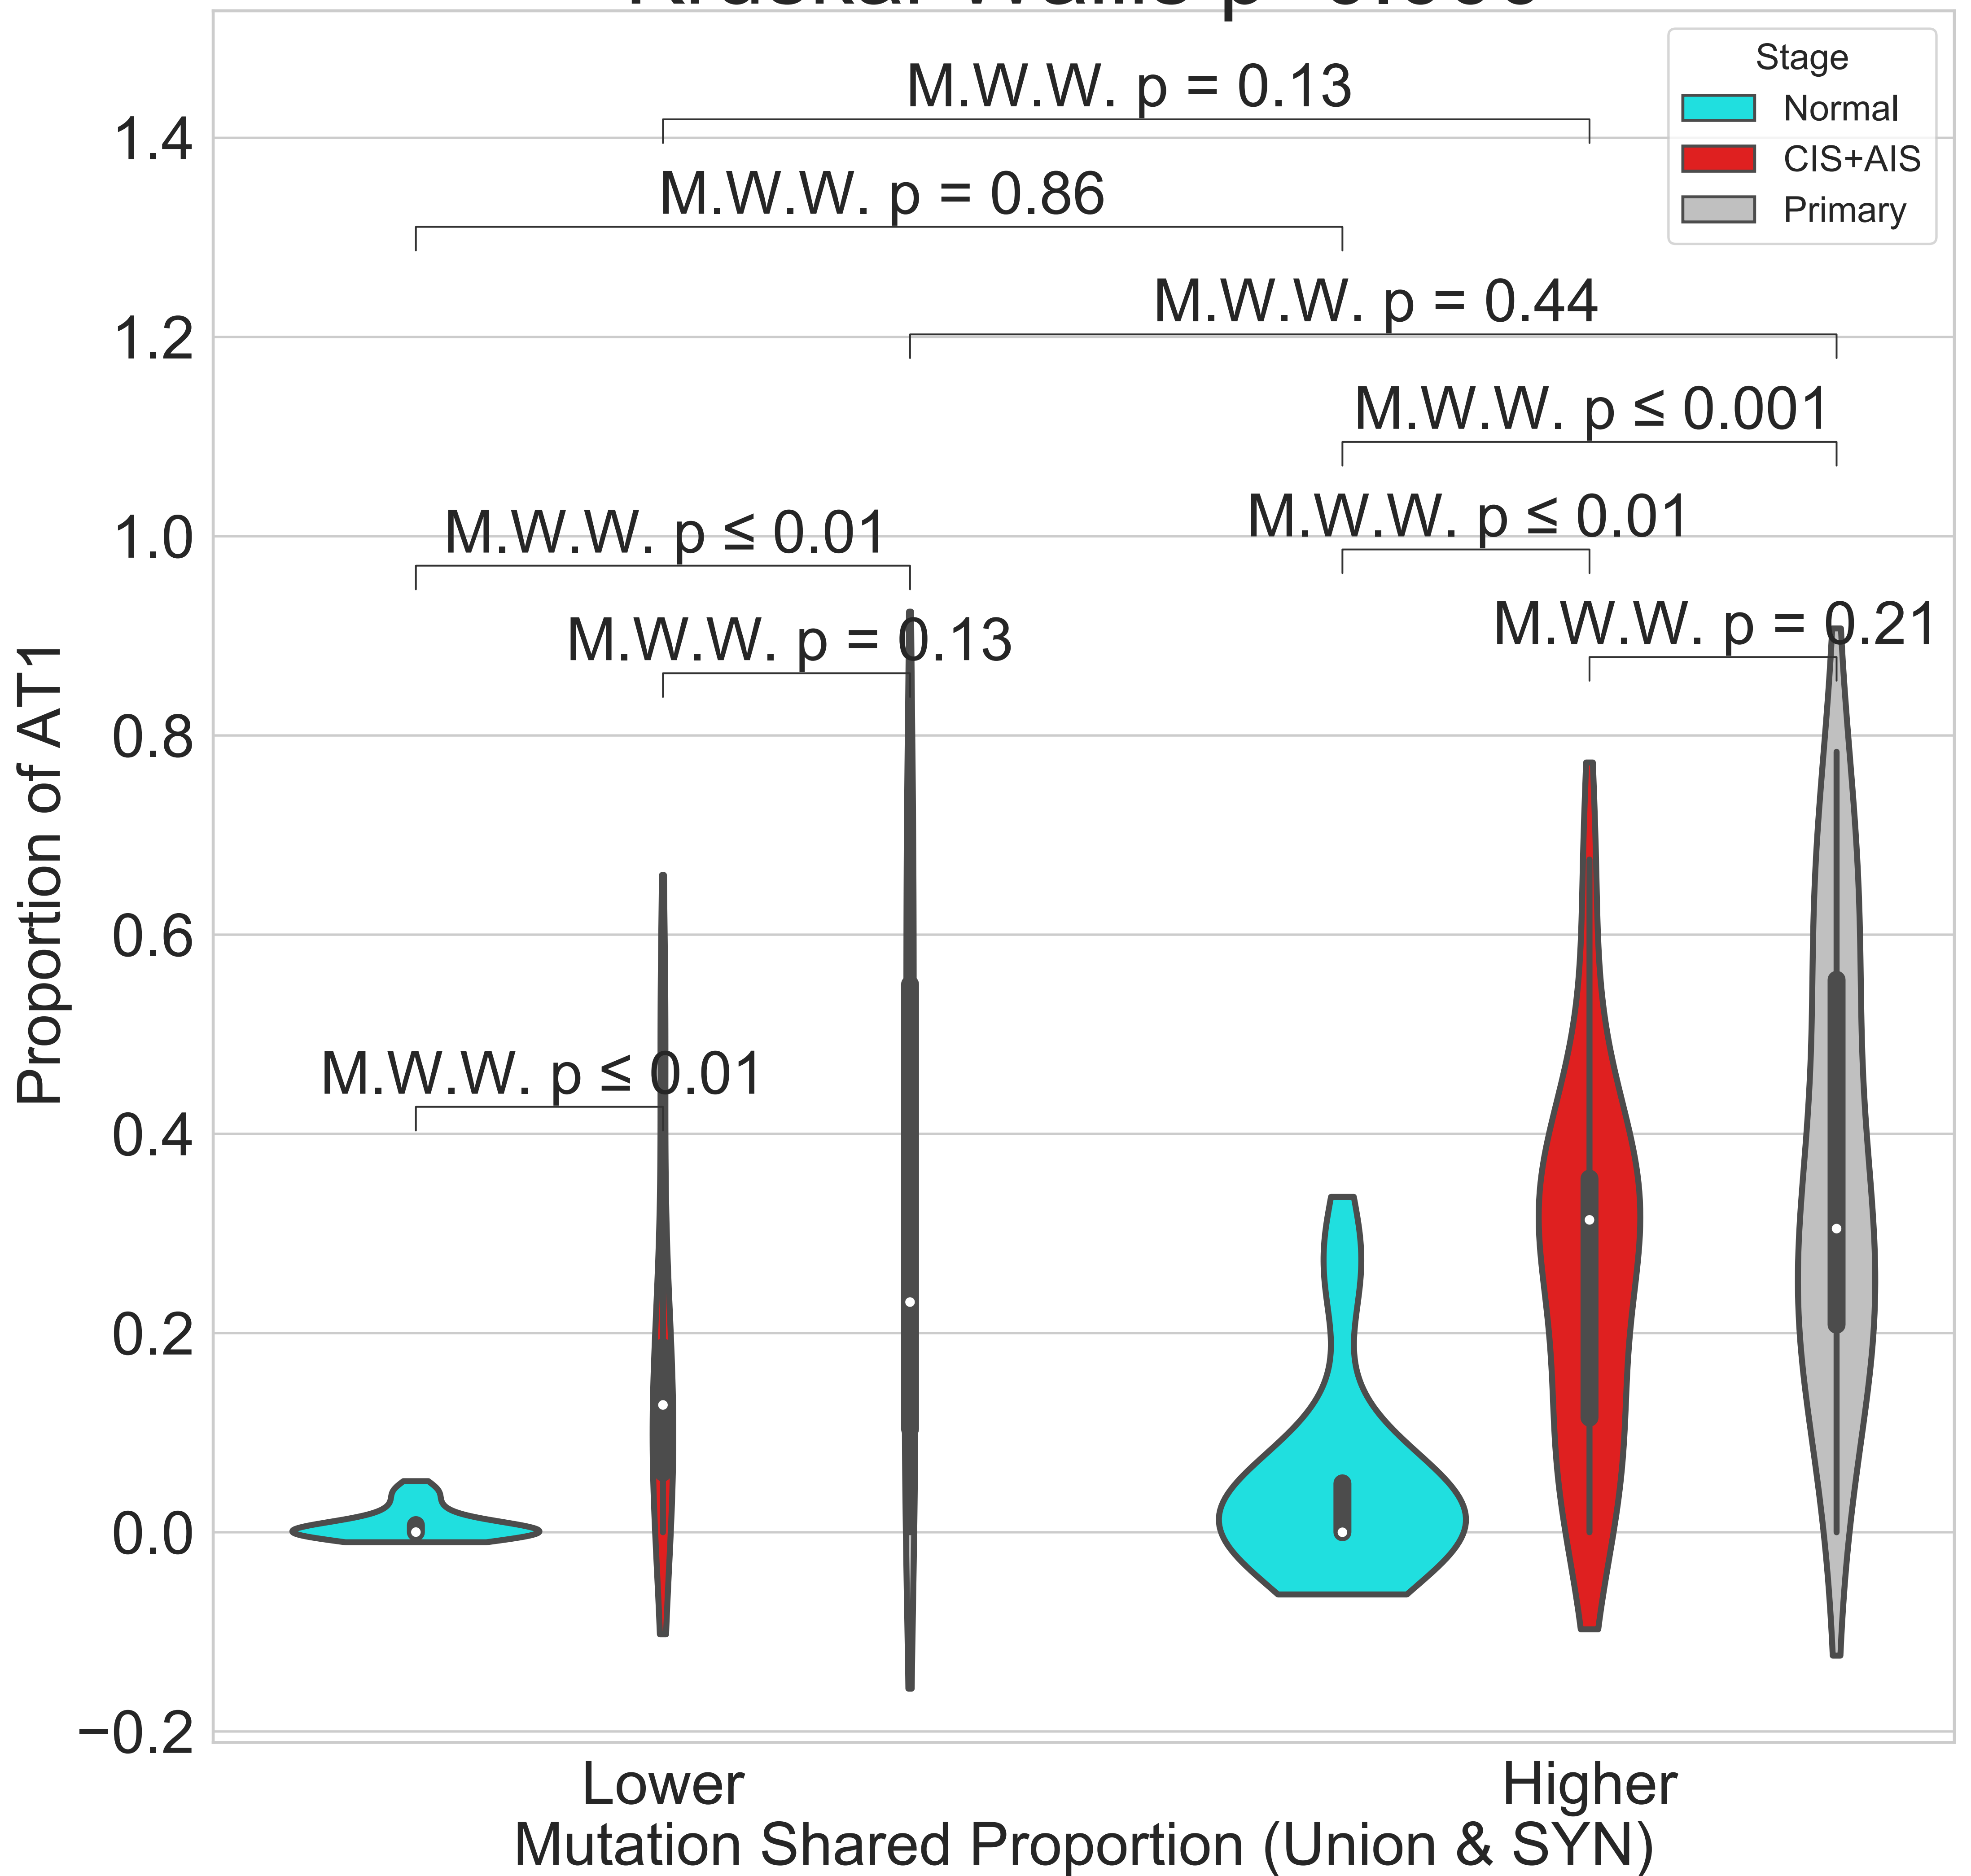 Stage
Normal
CIS+AIS
Primary
M.W.W. p = 0.13
M.W.W. p = 0.86
M.W.W. p = 0.44
M.W.W. p ≤ 0.001
M.W.W. p ≤ 0.01
M.W.W. p ≤ 0.01
M.W.W. p = 0.13
M.W.W. p = 0.21
M.W.W. p ≤ 0.01
1.4
1.2
1.0
0.8
0.6
0.4
0.2
0.0
−0.2
Proportion of AT1
Lower
Higher
Mutation Shared Proportion (Union & SYN)